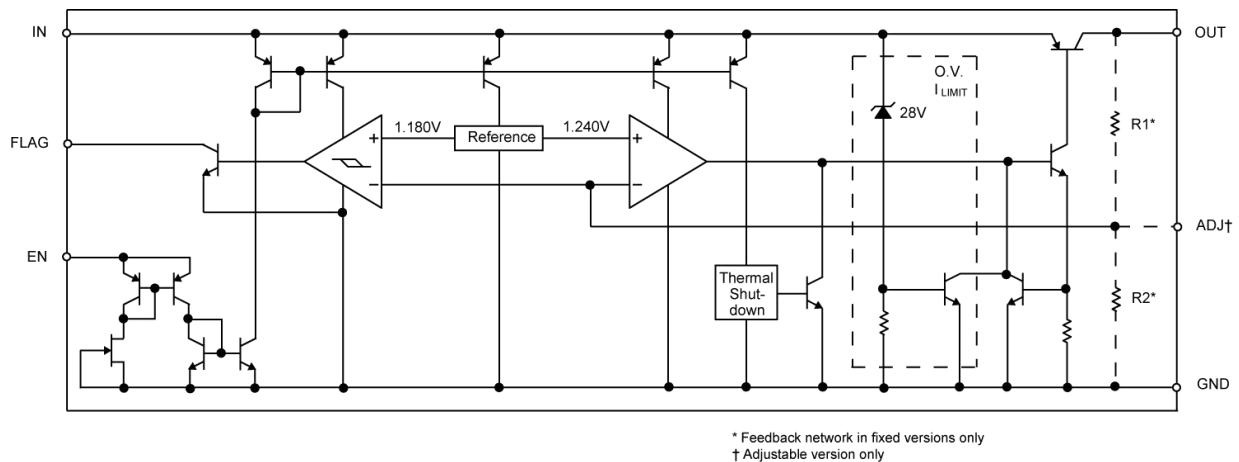 IN
OUT
O.V.
I LIMIT
28V
R1*
FLAG
1.180V
Reference
1.240V
+
+
−
−
ADJ†
EN
Thermal
Shut-
down
R2*
GND
* Feedback network in fixed versions only
† Adjustable version only